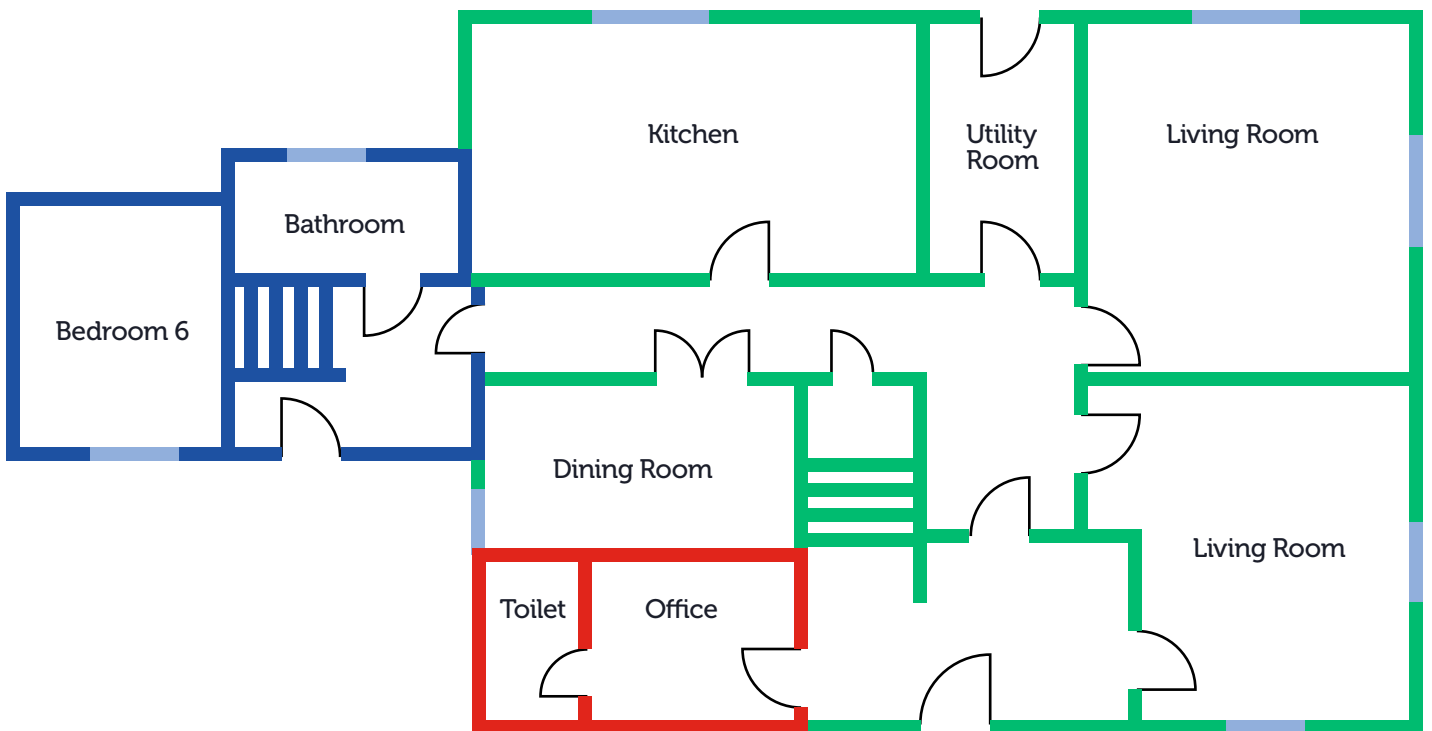 Kitchen
Utility
Room
Living Room
Bathroom
Bedroom 6
Dining Room
Living Room
Toilet
Office